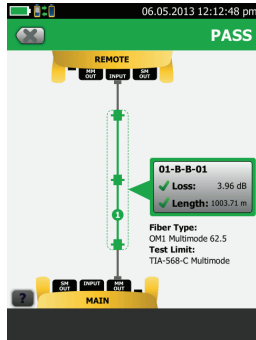 06.05.2013 12:12:48 pm
PASS
REMOTE
MM OUT INPUT SM OUT
01-B-B-01
Loss: 3.96 dB
Length: 1003.71 m
1
Fiber Type:
OM1 Multimode 62.5
Test Limit:
TIA-568-C Multimode
SM OUT INPUT MM OUT
?
MAIN